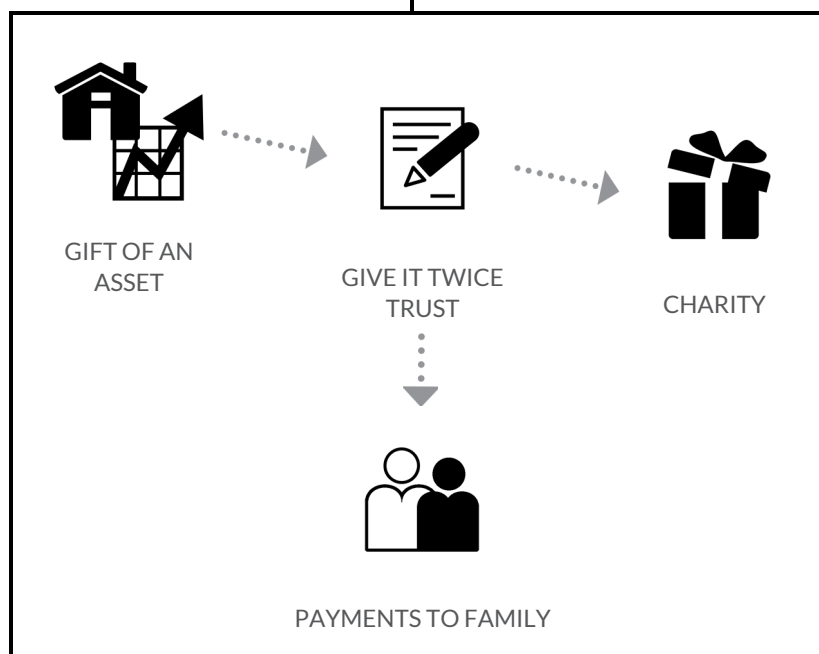 GIFT OF AN
ASSET
GIVE IT TWICE
TRUST
CHARITY
PAYMENTS TO FAMILY